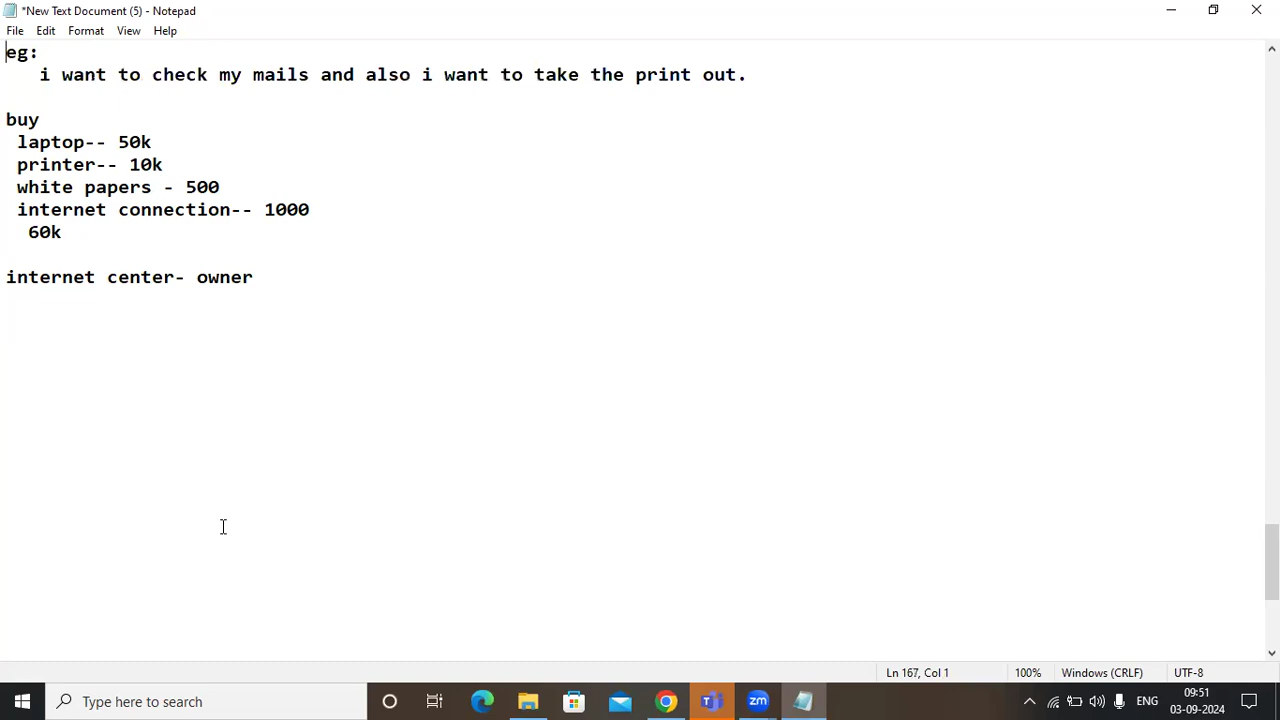 *New Text Document (5) - Notepad
File Edit Format View Help
eg:
i want to check my mails and also i want to take the print out.
buy
laptop-- 50k
printer-- 10k
white papers - 500
internet connection-- 1000
60k
internet center- owner
Ln 167, Col 1 100% Windows (CRLF) UTF-8
Type here to search
ENG
09:51
03-09-2024